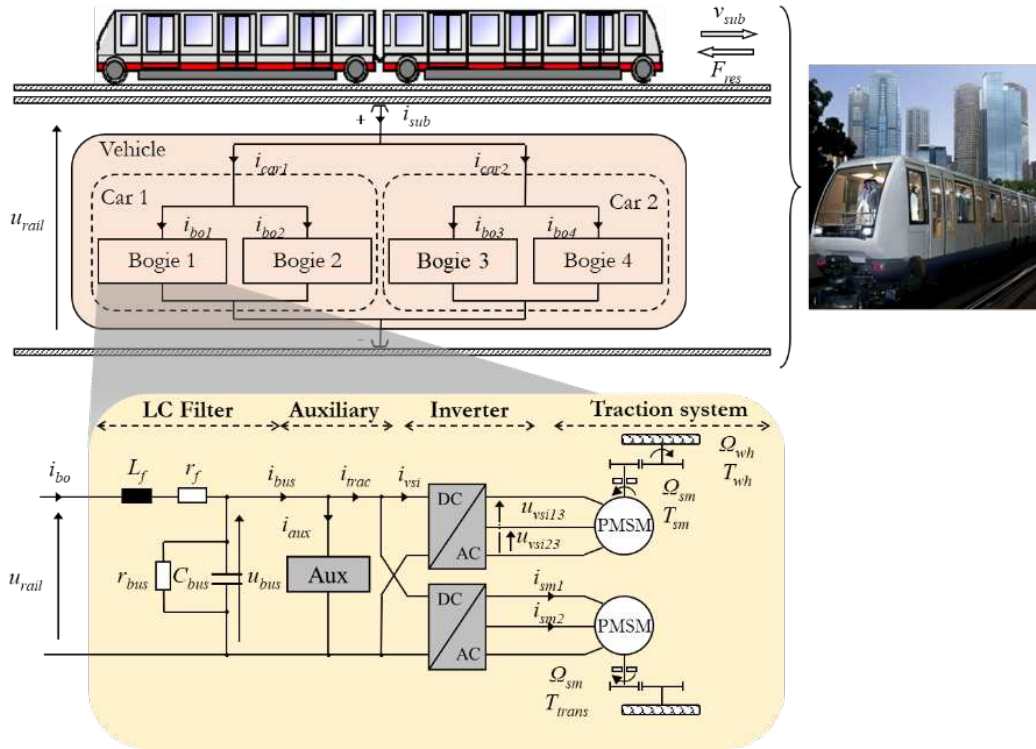 v_sub
F_res
+
i_sub
Vehicle
i_car1
i_car2
Car 1
Car 2
u_rail
i_bo1
i_bo2
i_bo3
i_bo4
Bogie 1
Bogie 2
Bogie 3
Bogie 4
-
LC Filter
Auxiliary
Inverter
Traction system
Ω_wh
T_wh
i_bo
L_f
r_f
i_bus
i_trac
i_vsi
DC
AC
u_vsi13
u_vsi23
PMSM
Ω_sm
T_sm
i_aux
u_rail
r_bus
C_bus
u_bus
Aux
DC
AC
i_sm1
i_sm2
PMSM
Ω_sm
T_trans